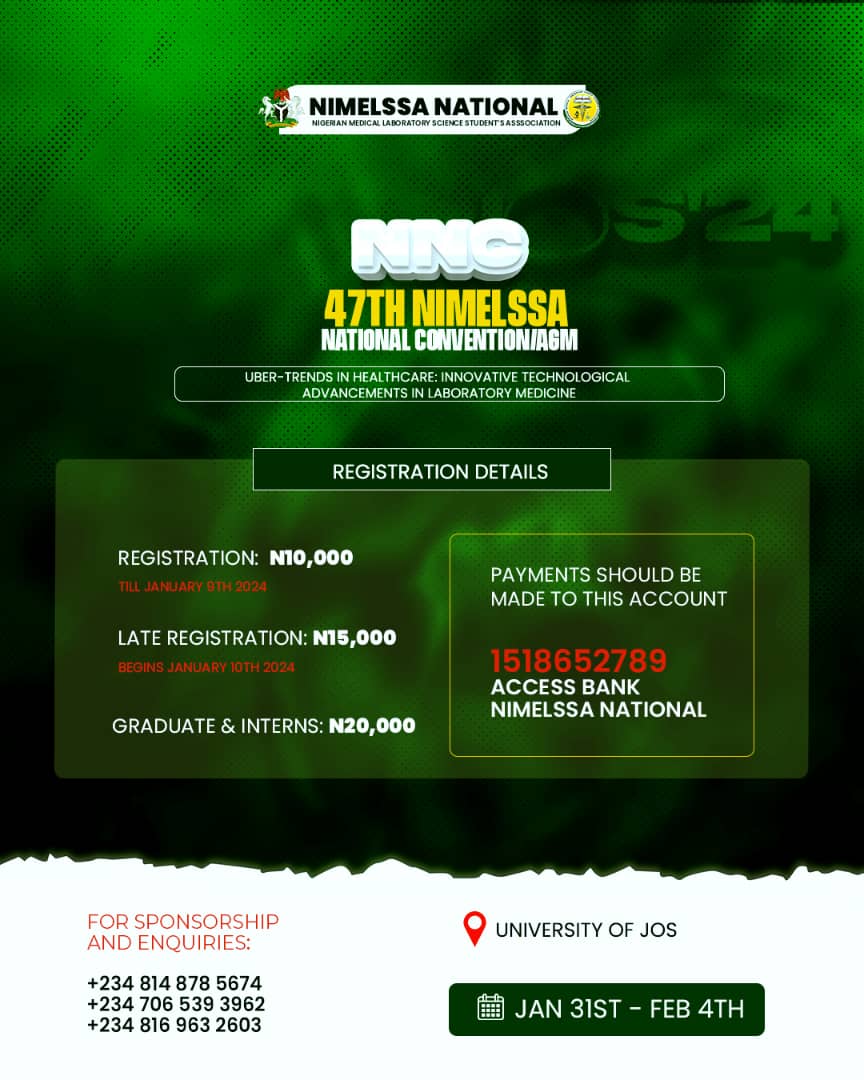 NIMELSSA NATIONAL
NIGERIAN MEDICAL LABORATORY SCIENCE STUDENT'S ASSSOCIATION
JOS'24
NNC
47TH NIMELSSA
NATIONAL CONVENTION/AGM
UBER-TRENDS IN HEALTHCARE: INNOVATIVE TECHNOLOGICAL
ADVANCEMENTS IN LABORATORY MEDICINE
REGISTRATION DETAILS
REGISTRATION: N10,000
TILL JANUARY 9TH 2024
LATE REGISTRATION: N15,000
BEGINS JANUARY 10TH 2024
GRADUATE & INTERNS: N20,000
PAYMENTS SHOULD BE
MADE TO THIS ACCOUNT
1518652789
ACCESS BANK
NIMELSSA NATIONAL
FOR SPONSORSHIP
AND ENQUIRIES:
+234 814 878 5674
+234 706 539 3962
+234 816 963 2603
UNIVERSITY OF JOS
JAN 31ST - FEB 4TH